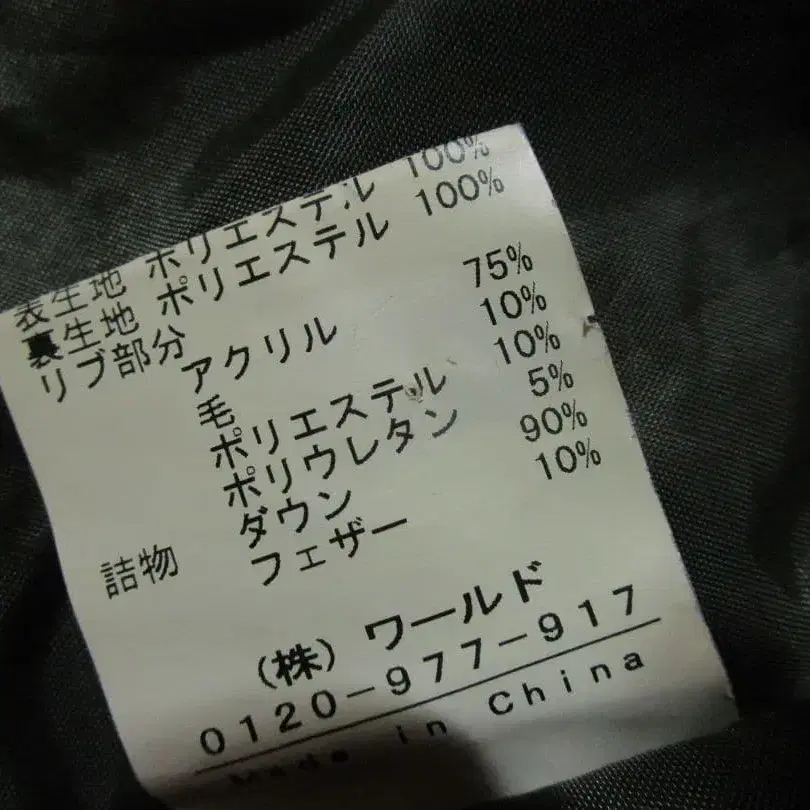 表生地 ポリエステル 100%
裏生地 ポリエステル 100%
リブ部分
アクリル 75%
毛 10%
ポリエステル 10%
ポリウレタン 5%
詰物 ダウン 90%
フェザー 10%
(株) ワールド
0120-977-917
Made in China